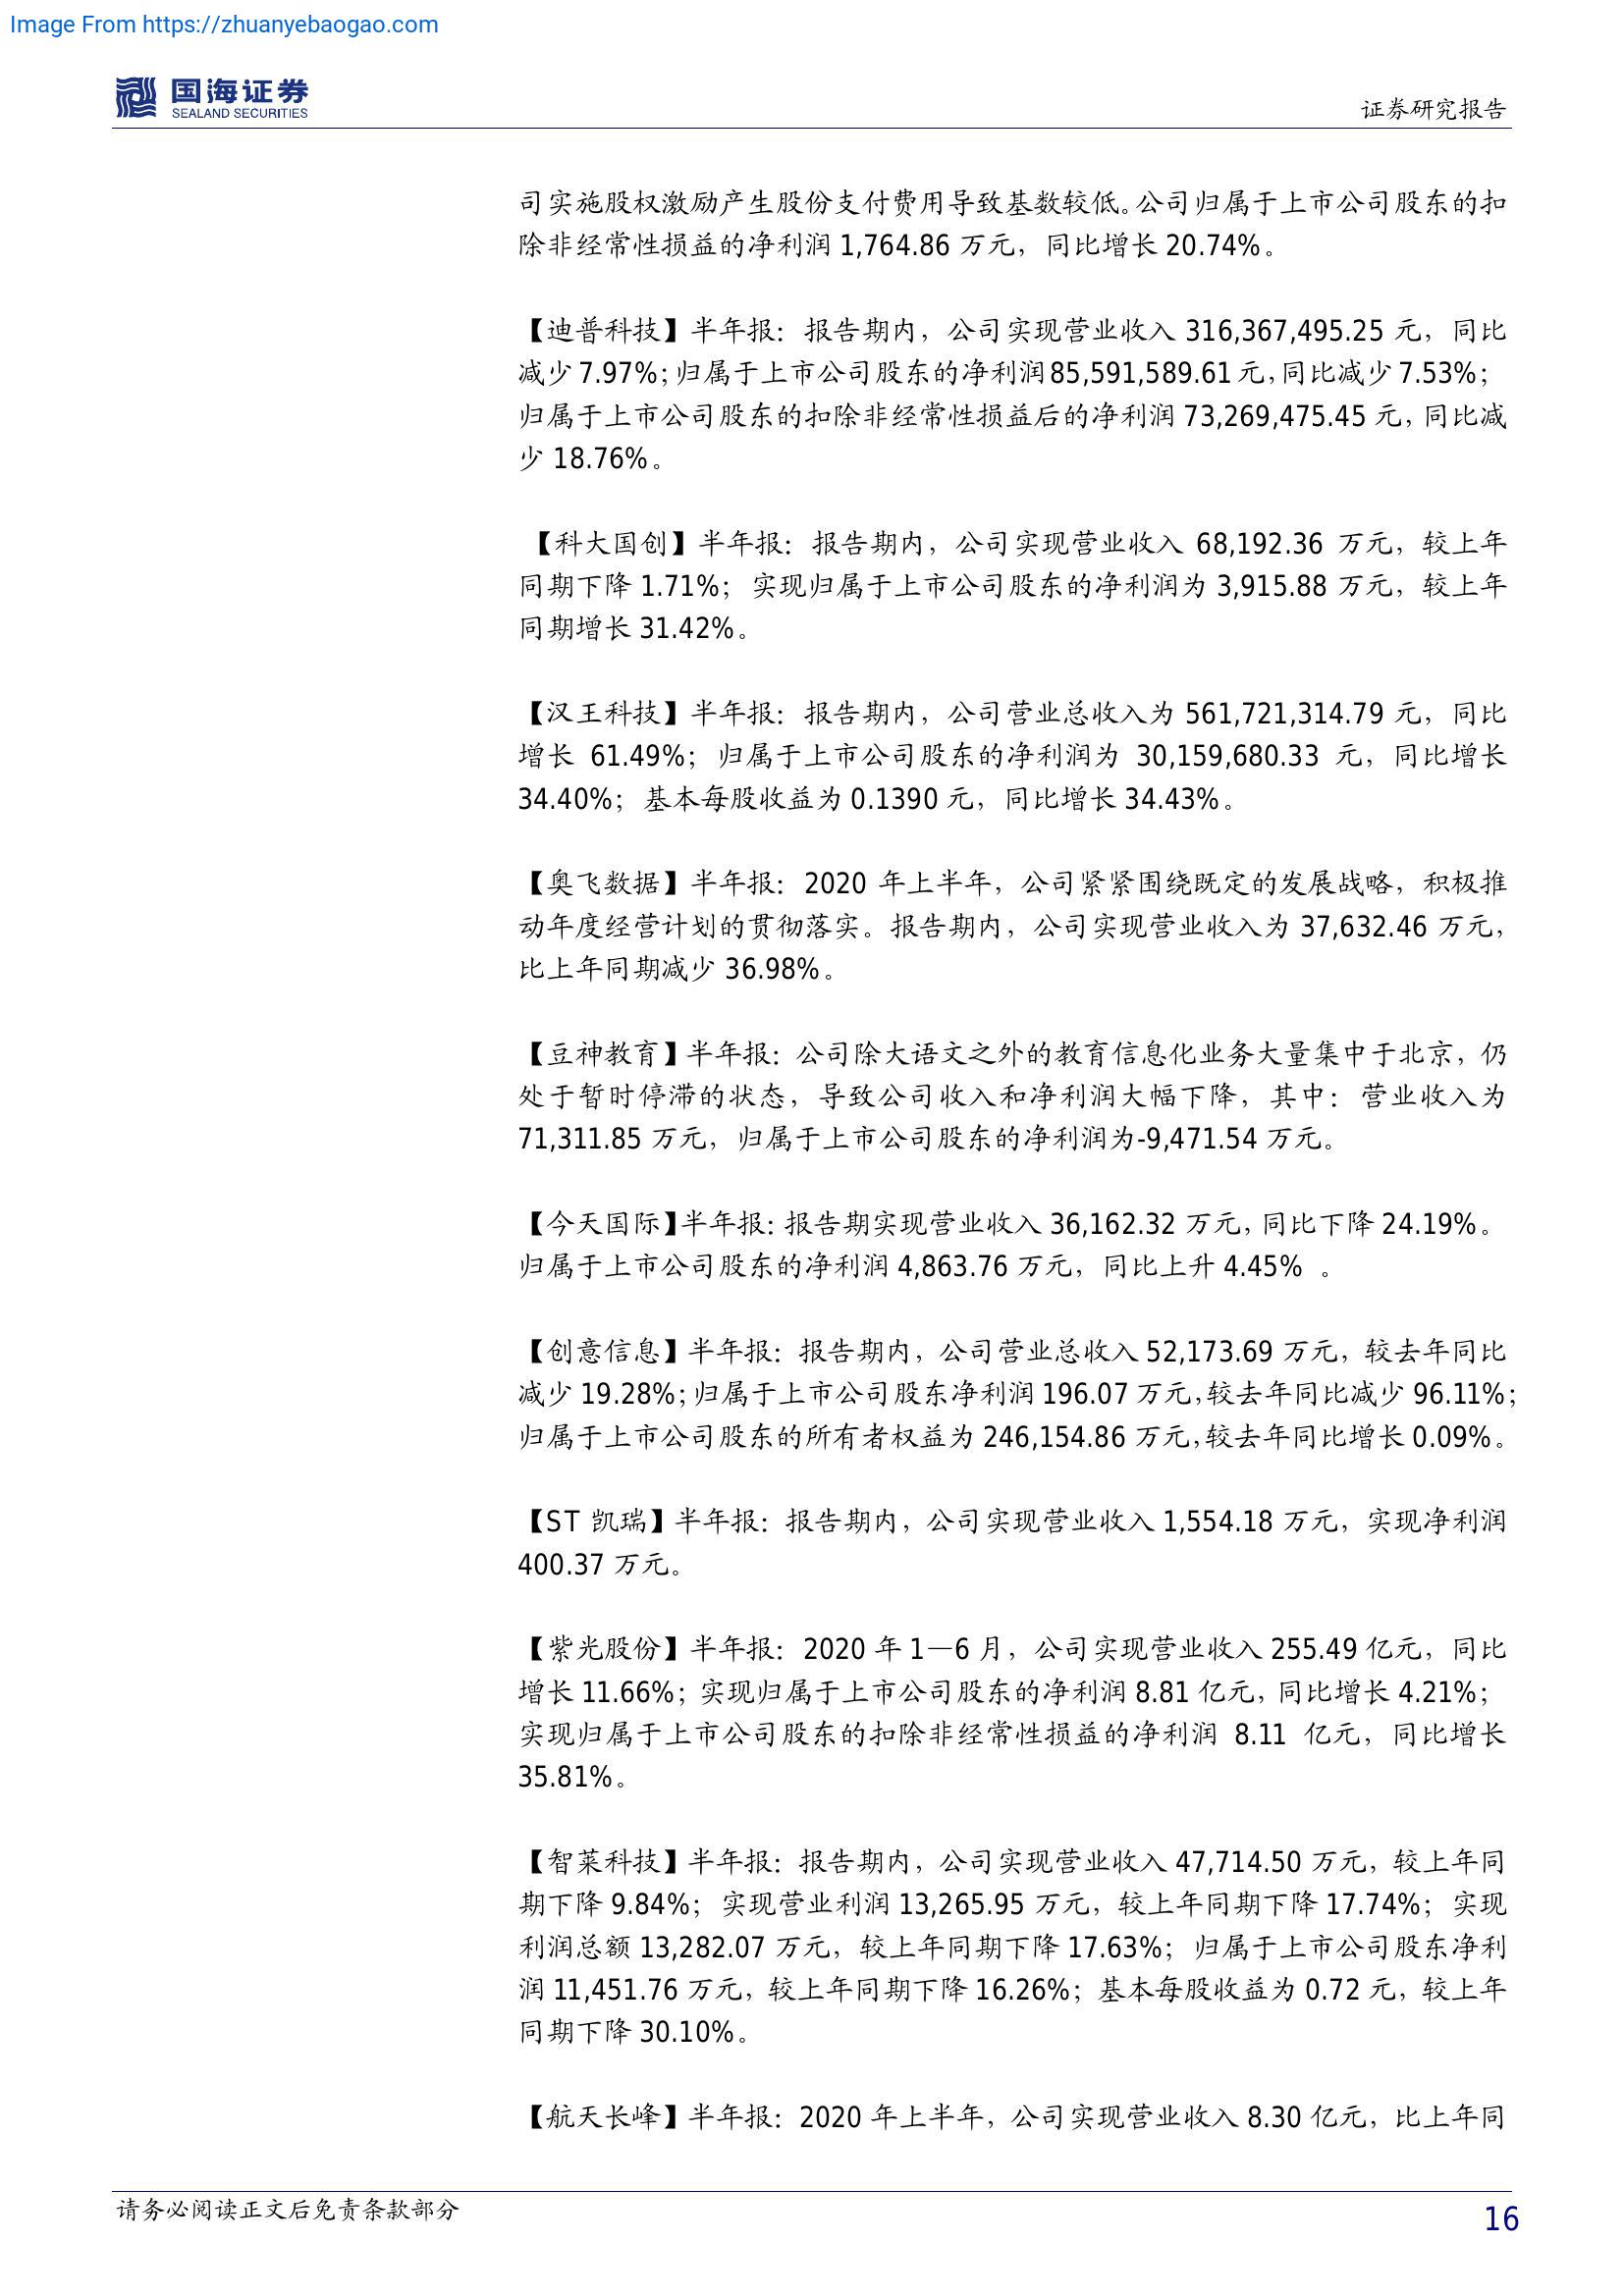 Image From https://zhuanyebaogao.com
国海证券
SEALAND SECURITIES
证券研究报告
司实施股权激励产生股份支付费用导致基数较低。公司归属于上市公司股东的扣
除非经常性损益的净利润 1,764.86 万元，同比增长 20.74%。
【迪普科技】半年报：报告期内，公司实现营业收入 316,367,495.25 元，同比
减少 7.97%；归属于上市公司股东的净利润 85,591,589.61 元，同比减少 7.53%；
归属于上市公司股东的扣除非经常性损益后的净利润 73,269,475.45 元，同比减
少 18.76%。
【科大国创】半年报：报告期内，公司实现营业收入 68,192.36 万元，较上年
同期下降 1.71%；实现归属于上市公司股东的净利润为 3,915.88 万元，较上年
同期增长 31.42%。
【汉王科技】半年报：报告期内，公司营业总收入为 561,721,314.79 元，同比
增长 61.49%；归属于上市公司股东的净利润为 30,159,680.33 元，同比增长
34.40%；基本每股收益为 0.1390 元，同比增长 34.43%。
【奥飞数据】半年报：2020 年上半年，公司紧紧围绕既定的发展战略，积极推
动年度经营计划的贯彻落实。报告期内，公司实现营业收入为 37,632.46 万元，
比上年同期减少 36.98%。
【豆神教育】半年报：公司除大语文之外的教育信息化业务大量集中于北京，仍
处于暂时停滞的状态，导致公司收入和净利润大幅下降，其中：营业收入为
71,311.85 万元，归属于上市公司股东的净利润为-9,471.54 万元。
【今天国际】半年报：报告期实现营业收入 36,162.32 万元，同比下降 24.19%。
归属于上市公司股东的净利润 4,863.76 万元，同比上升 4.45% 。
【创意信息】半年报：报告期内，公司营业总收入 52,173.69 万元，较去年同比
减少 19.28%；归属于上市公司股东净利润 196.07 万元，较去年同比减少 96.11%；
归属于上市公司股东的所有者权益为 246,154.86 万元，较去年同比增长 0.09%。
【ST 凯瑞】半年报：报告期内，公司实现营业收入 1,554.18 万元，实现净利润
400.37 万元。
【紫光股份】半年报：2020 年 1—6 月，公司实现营业收入 255.49 亿元，同比
增长 11.66%；实现归属于上市公司股东的净利润 8.81 亿元，同比增长 4.21%；
实现归属于上市公司股东的扣除非经常性损益的净利润 8.11 亿元，同比增长
35.81%。
【智莱科技】半年报：报告期内，公司实现营业收入 47,714.50 万元，较上年同
期下降 9.84%；实现营业利润 13,265.95 万元，较上年同期下降 17.74%；实现
利润总额 13,282.07 万元，较上年同期下降 17.63%；归属于上市公司股东净利
润 11,451.76 万元，较上年同期下降 16.26%；基本每股收益为 0.72 元，较上年
同期下降 30.10%。
【航天长峰】半年报：2020 年上半年，公司实现营业收入 8.30 亿元，比上年同
请务必阅读正文后免责条款部分
16